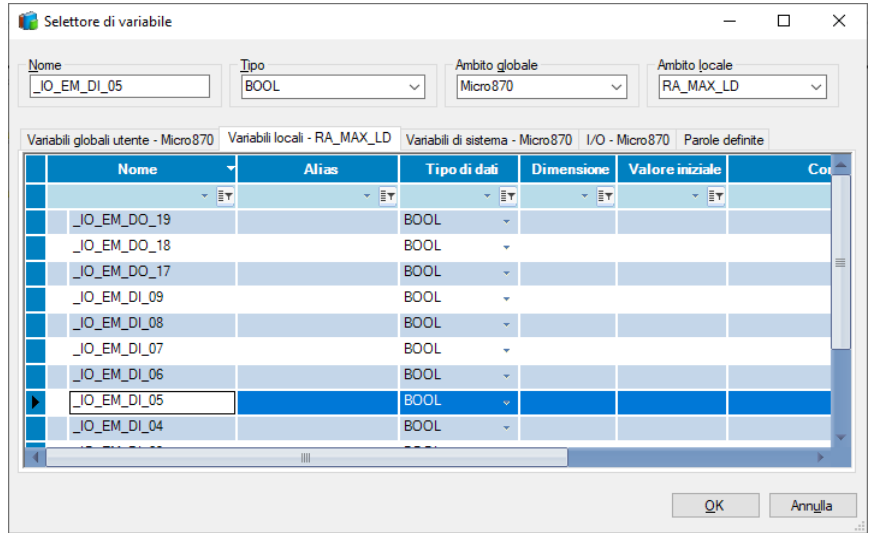 Selettore di variabile
Nome Tipo Ambito globale Ambito locale
_IO_EM_DI_05 BOOL Micro870 RA_MAX_LD
Variabili globali utente - Micro870 Variabili locali - RA_MAX_LD Variabili di sistema - Micro870 I/O - Micro870 Parole definite
Nome Alias Tipo di dati Dimensione Valore iniziale Co
_IO_EM_DO_19 BOOL
_IO_EM_DO_18 BOOL
_IO_EM_DO_17 BOOL
_IO_EM_DI_09 BOOL
_IO_EM_DI_08 BOOL
_IO_EM_DI_07 BOOL
_IO_EM_DI_06 BOOL
_IO_EM_DI_05 BOOL
_IO_EM_DI_04 BOOL
OK Annulla